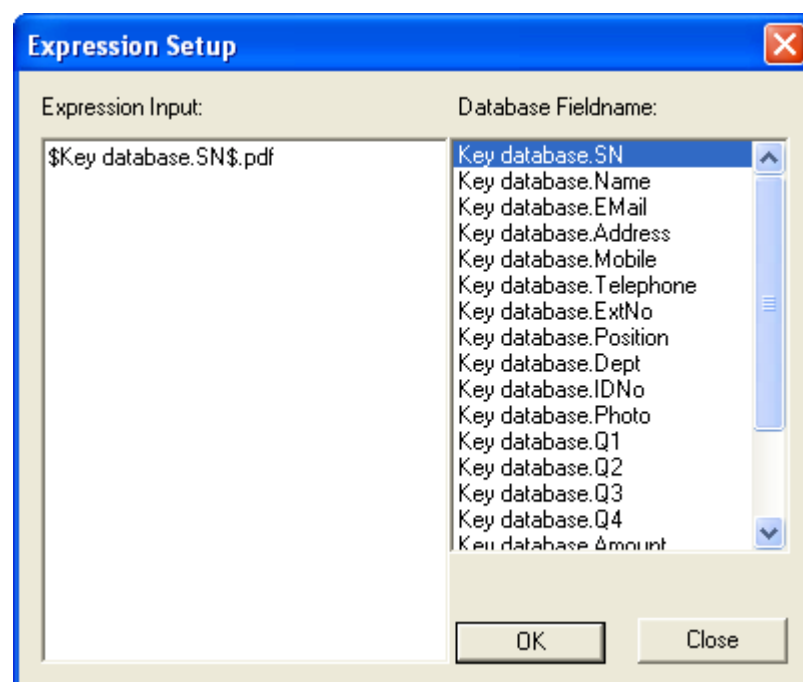 Expression Setup
Expression Input:
$Key database.SN$.pdf
Database Fieldname:
Key database.SN
Key database.Name
Key database.EMail
Key database.Address
Key database.Mobile
Key database.Telephone
Key database.ExtNo
Key database.Position
Key database.Dept
Key database.IDNo
Key database.Photo
Key database.Q1
Key database.Q2
Key database.Q3
Key database.Q4
Key database.Amount
OK
Close